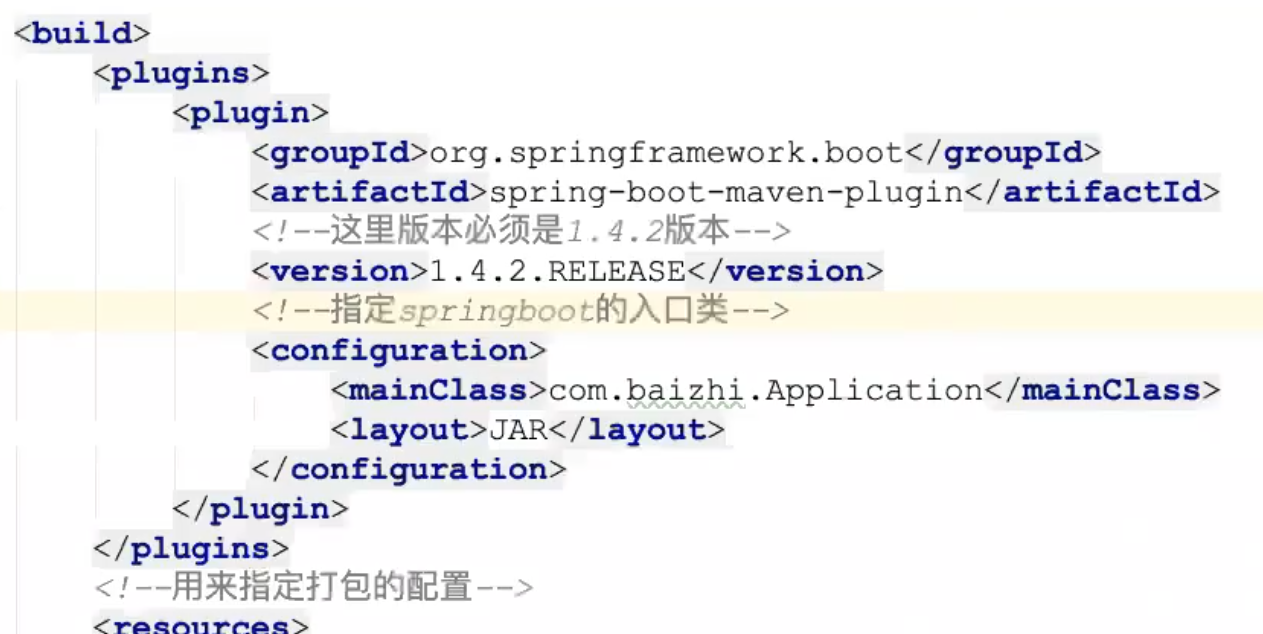 <build>
<plugins>
<plugin>
<groupId>org.springframework.boot</groupId>
<artifactId>spring-boot-maven-plugin</artifactId>
<!--这里版本必须是1.4.2版本-->
<version>1.4.2.RELEASE</version>
<!--指定springboot的入口类-->
<configuration>
<mainClass>com.baizhi.Application</mainClass>
<layout>JAR</layout>
</configuration>
</plugin>
</plugins>
<!--用来指定打包的配置-->
<resources>